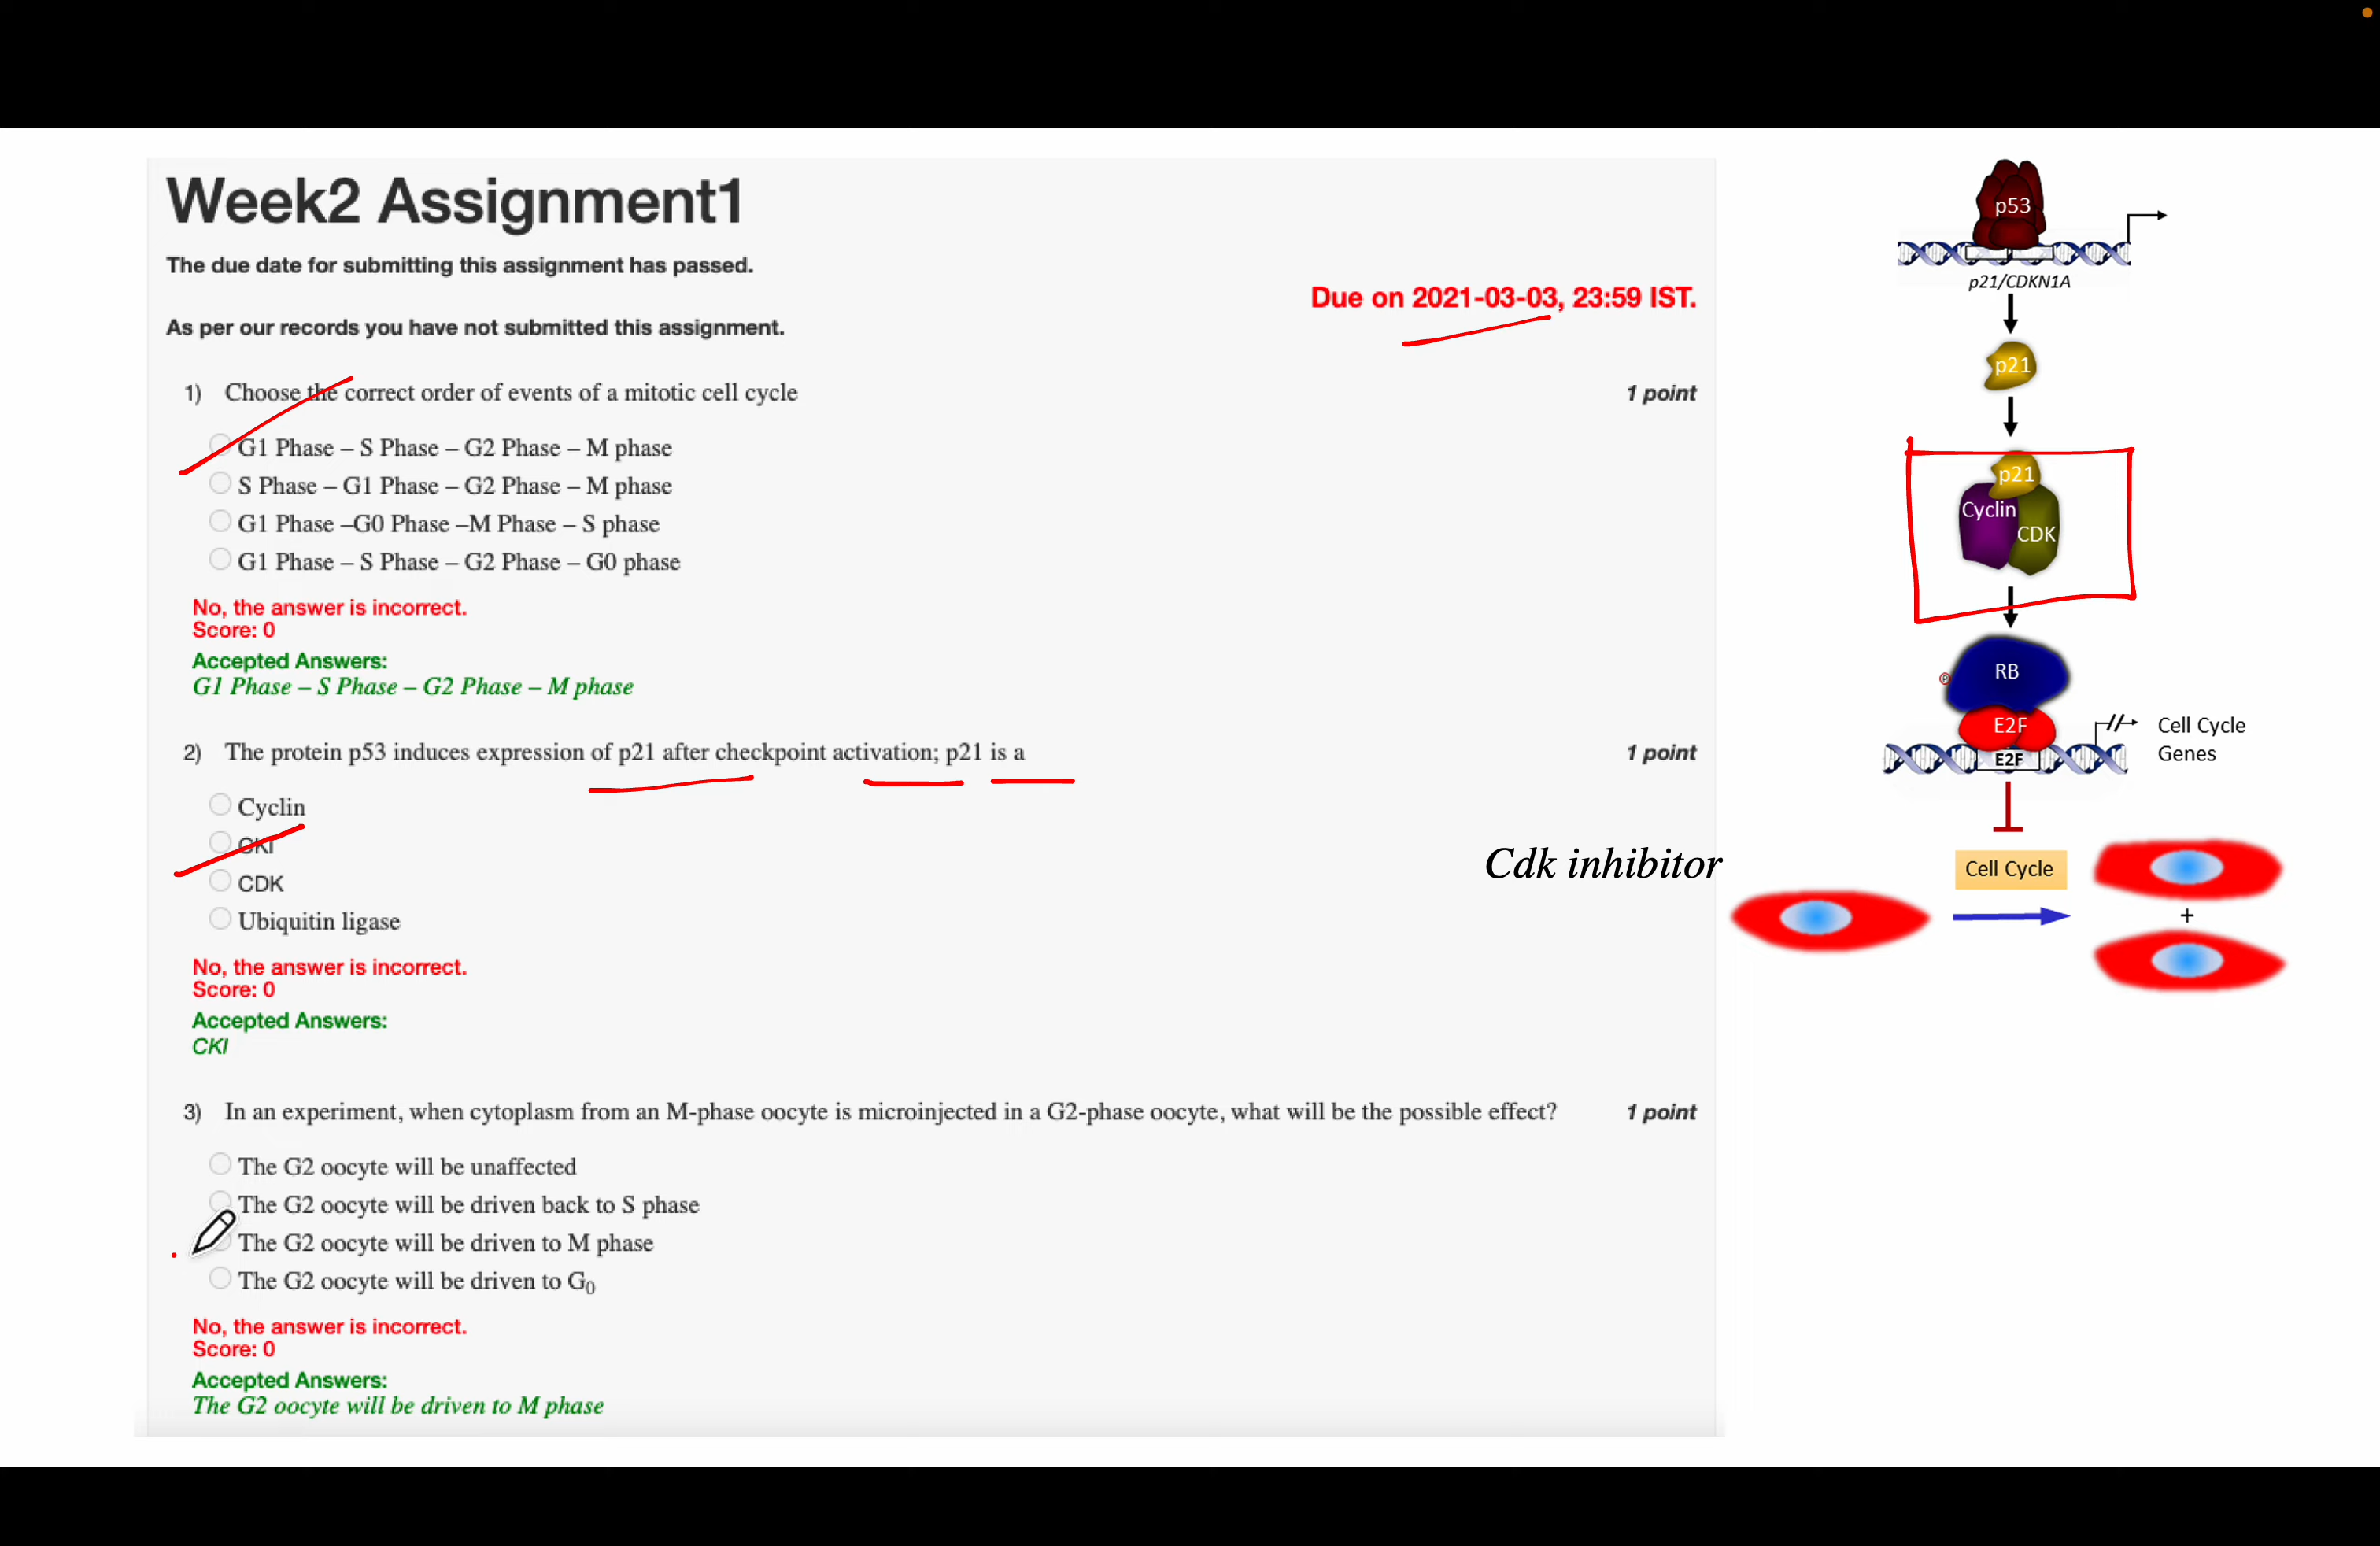 Week2 Assignment1
The due date for submitting this assignment has passed.
Due on 2021-03-03, 23:59 IST.
As per our records you have not submitted this assignment.
1) Choose the correct order of events of a mitotic cell cycle 1 point
G1 Phase – S Phase – G2 Phase – M phase
S Phase – G1 Phase – G2 Phase – M phase
G1 Phase –G0 Phase –M Phase – S phase
G1 Phase – S Phase – G2 Phase – G0 phase
No, the answer is incorrect.
Score: 0
Accepted Answers:
G1 Phase – S Phase – G2 Phase – M phase
2) The protein p53 induces expression of p21 after checkpoint activation; p21 is a 1 point
Cyclin
CKI
CDK
Ubiquitin ligase
No, the answer is incorrect.
Score: 0
Accepted Answers:
CKI
3) In an experiment, when cytoplasm from an M-phase oocyte is microinjected in a G2-phase oocyte, what will be the possible effect? 1 point
The G2 oocyte will be unaffected
The G2 oocyte will be driven back to S phase
The G2 oocyte will be driven to M phase
The G2 oocyte will be driven to G0
No, the answer is incorrect.
Score: 0
Accepted Answers:
The G2 oocyte will be driven to M phase
Cdk inhibitor
p53
p21/CDKN1A
p21
p21
Cyclin
CDK
RB
P
E2F
E2F
Cell Cycle
Genes
Cell Cycle
+